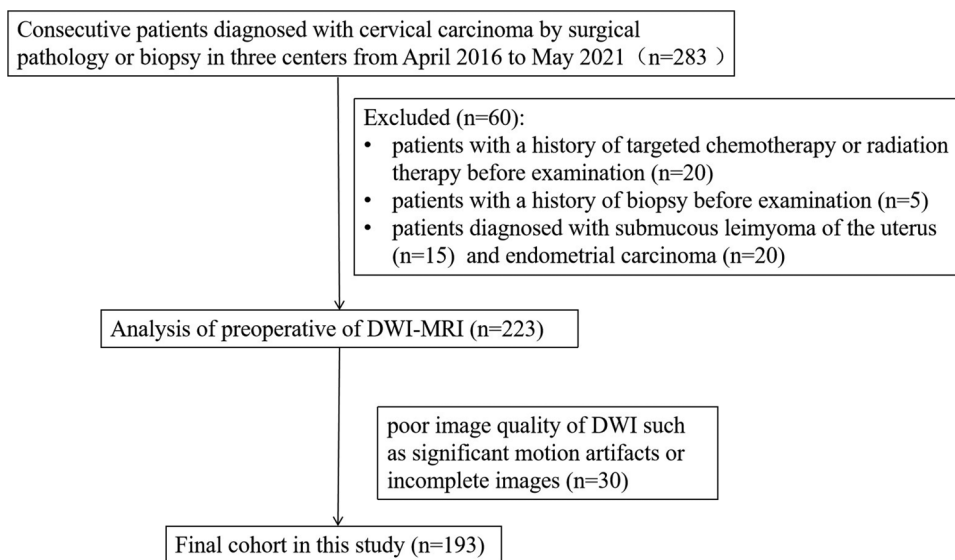 Consecutive patients diagnosed with cervical carcinoma by surgical
pathology or biopsy in three centers from April 2016 to May 2021（n=283 ）
Excluded (n=60):
• patients with a history of targeted chemotherapy or radiation
therapy before examination (n=20)
• patients with a history of biopsy before examination (n=5)
• patients diagnosed with submucous leimyoma of the uterus
(n=15) and endometrial carcinoma (n=20)
Analysis of preoperative of DWI-MRI (n=223)
poor image quality of DWI such
as significant motion artifacts or
incomplete images (n=30)
Final cohort in this study (n=193)